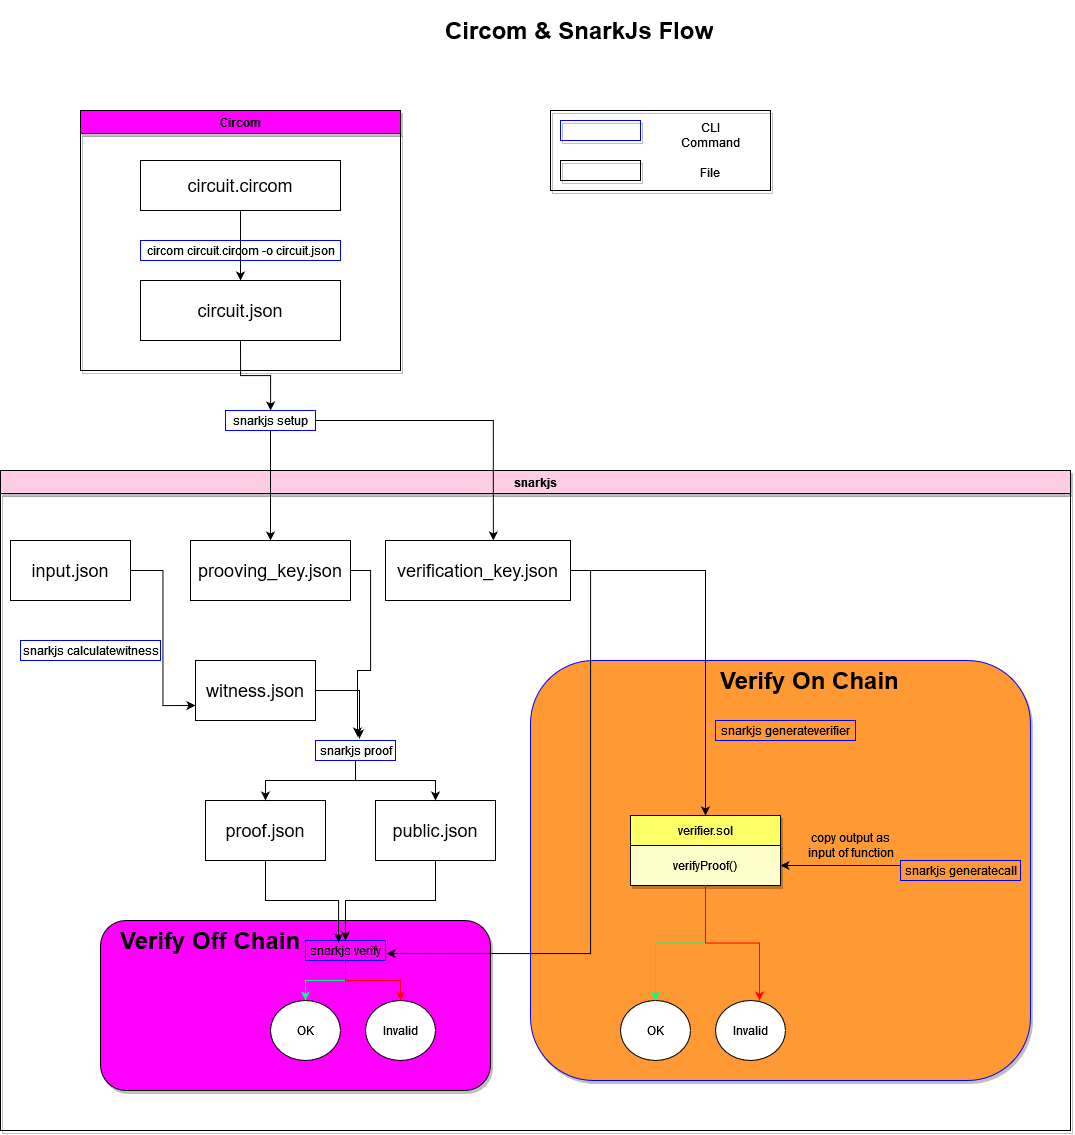 Circom & SnarkJs Flow
Circom
CLI
Command
File
circuit.circom
circom circuit.circom -o circuit.json
circuit.json
snarkjs setup
snarkjs
input.json
prooving_key.json
verification_key.json
snarkjs calculatewitness
witness.json
Verify On Chain
snarkjs generateverifier
snarkjs proof
proof.json
public.json
verifier.sol
verifyProof()
copy output as
input of function
snarkjs generatecall
Verify Off Chain
snarkjs verify
OK
Invalid
OK
Invalid